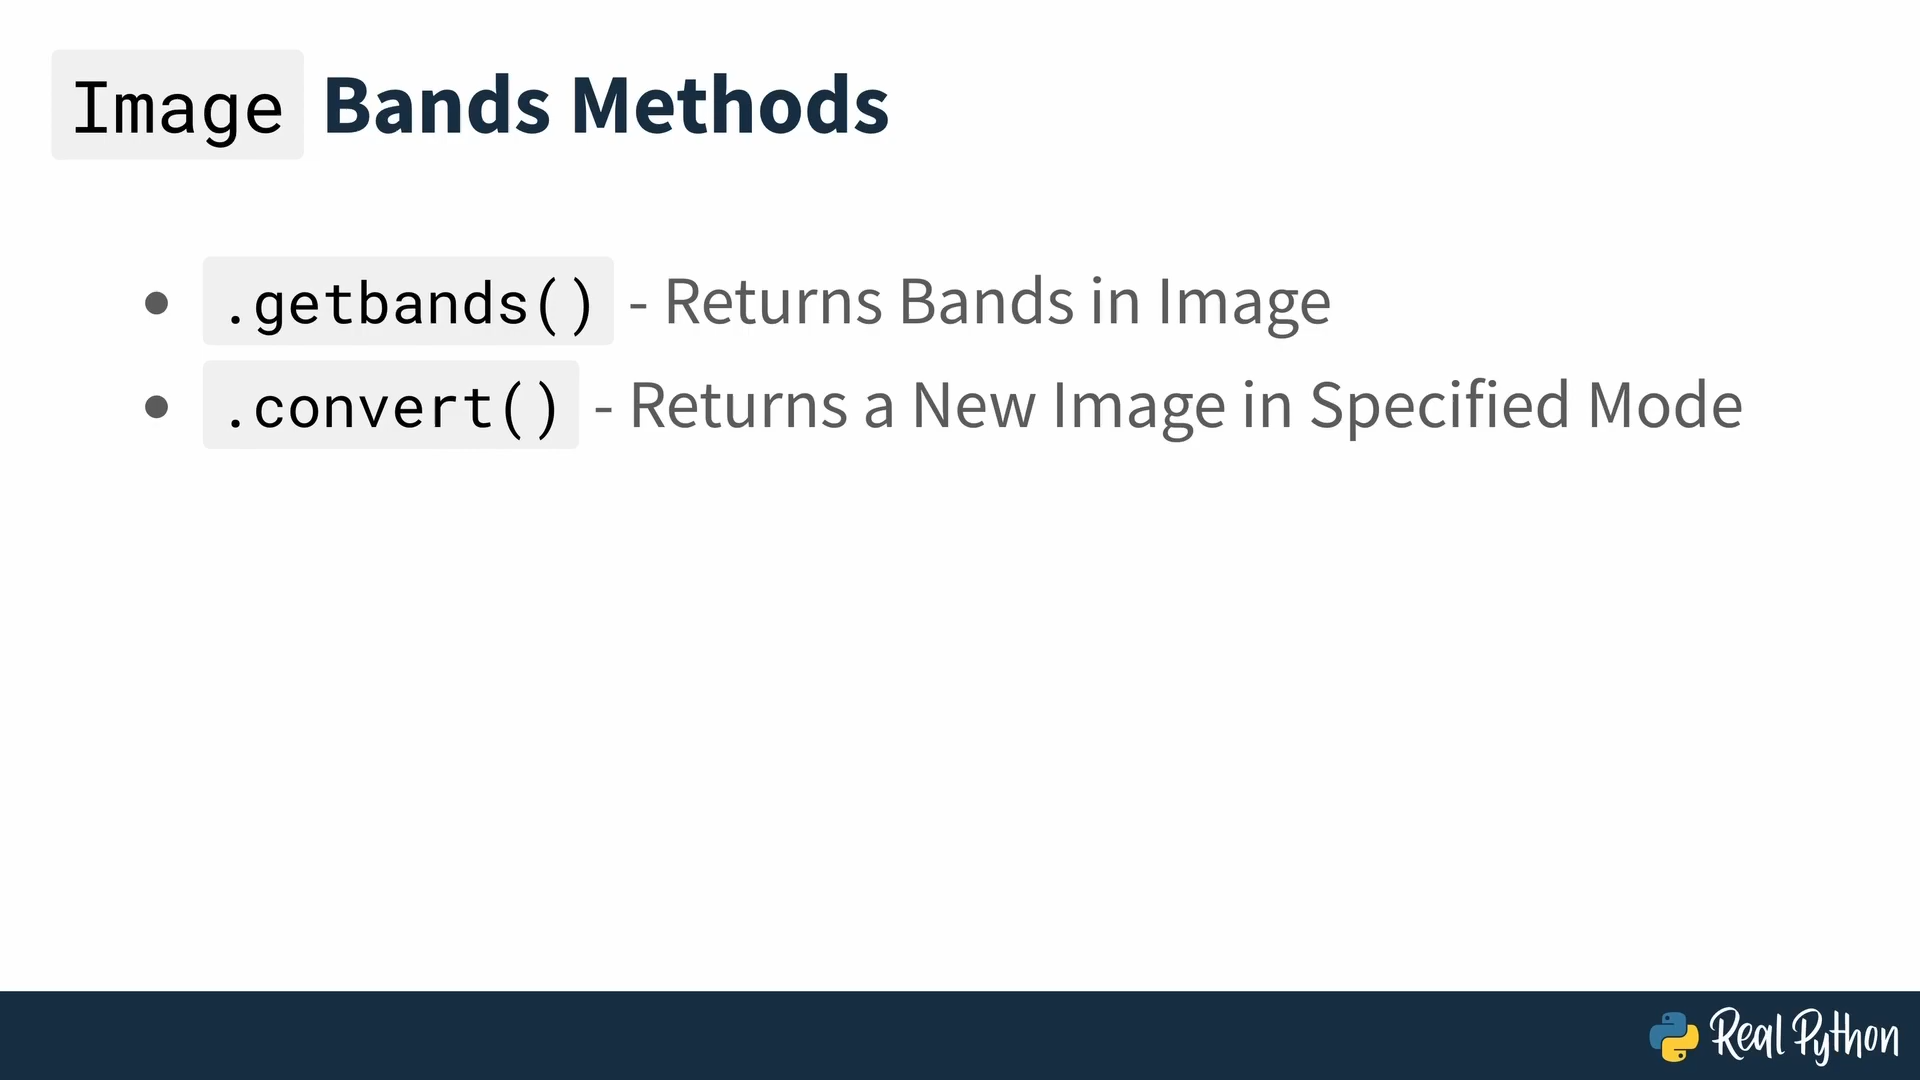 Image Bands Methods
• .getbands() - Returns Bands in Image
• .convert() - Returns a New Image in Specified Mode
Real Python